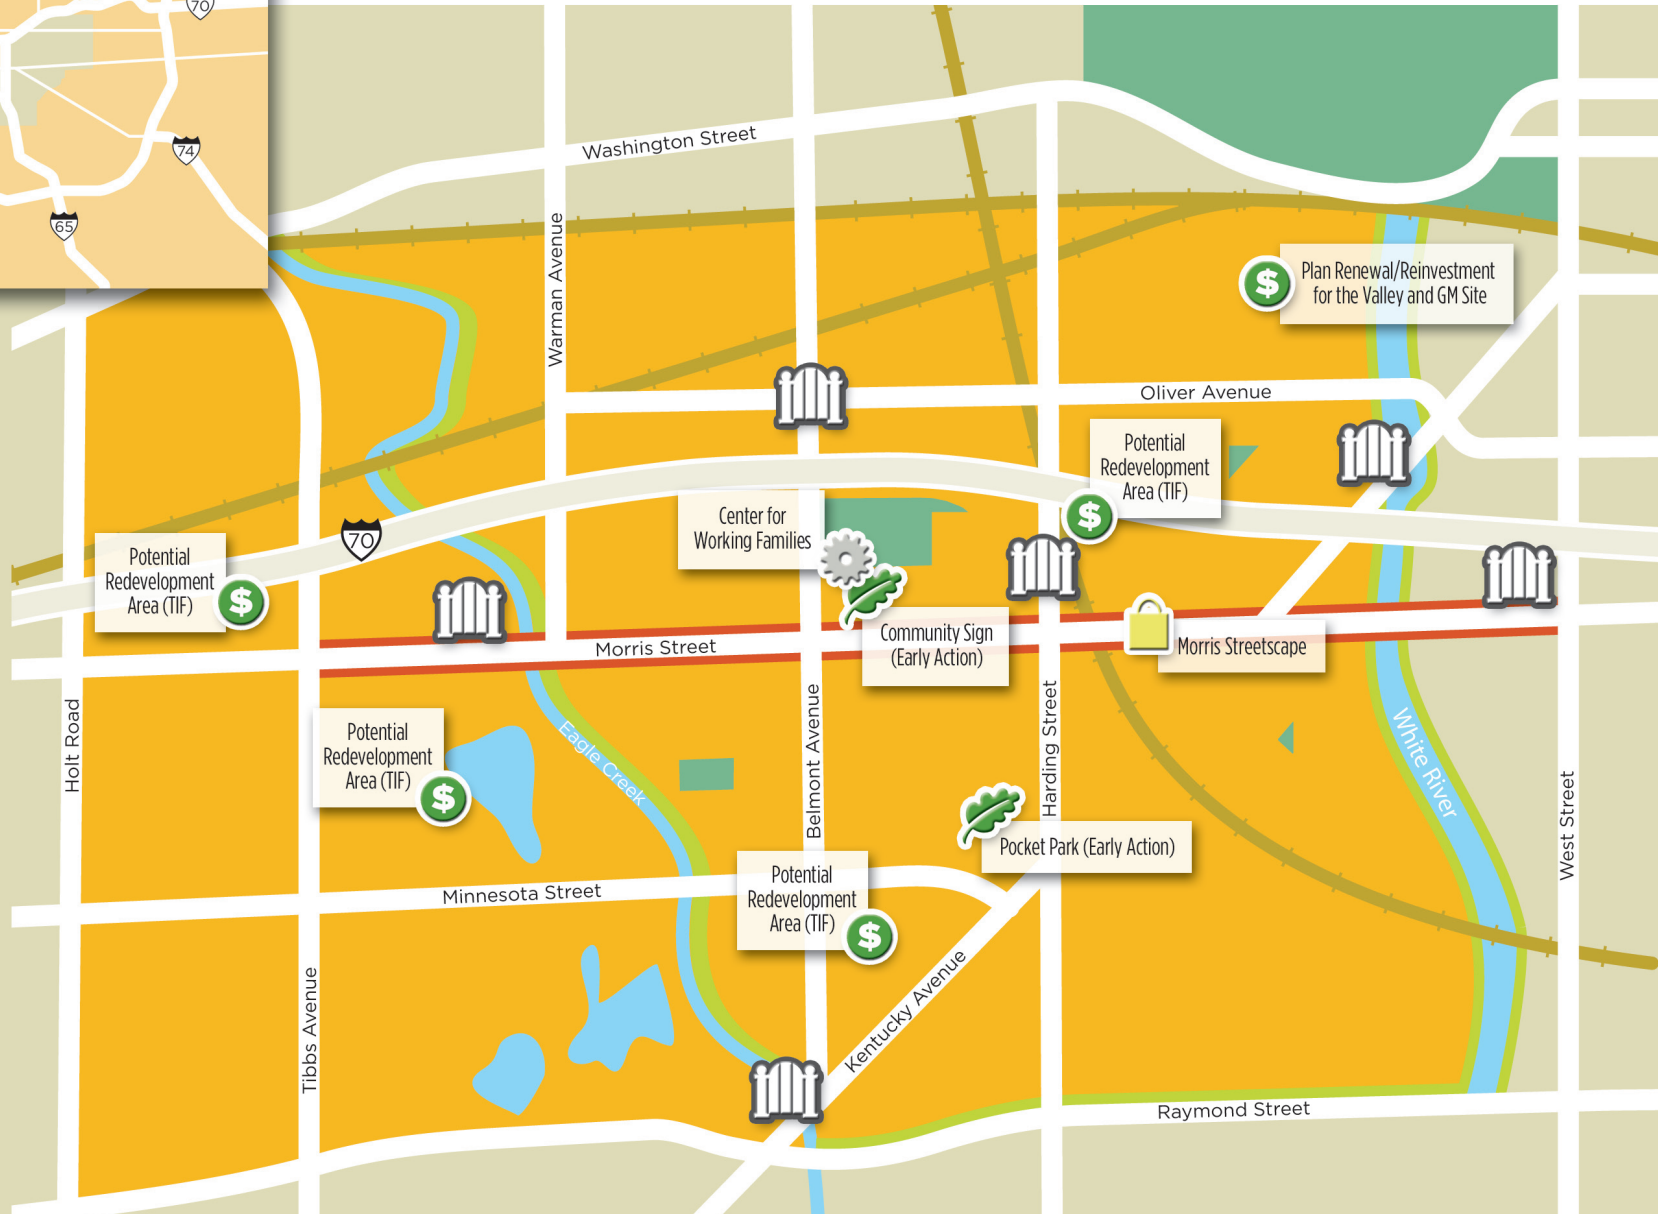 70
74
65
Washington Street
Warman Avenue
Plan Renewal/Reinvestment
for the Valley and GM Site
Oliver Avenue
Potential
Redevelopment
Area (TIF)
$
$
Center for
Working Families
70
Potential
Redevelopment
Area (TIF)
$
Community Sign
(Early Action)
Morris Street
Morris Streetscape
Holt Road
Potential
Redevelopment
Area (TIF)
$
Eagle Creek
Belmont Avenue
Harding Street
White River
West Street
Pocket Park (Early Action)
Minnesota Street
Potential
Redevelopment
Area (TIF)
$
Tibbs Avenue
Kentucky Avenue
Raymond Street